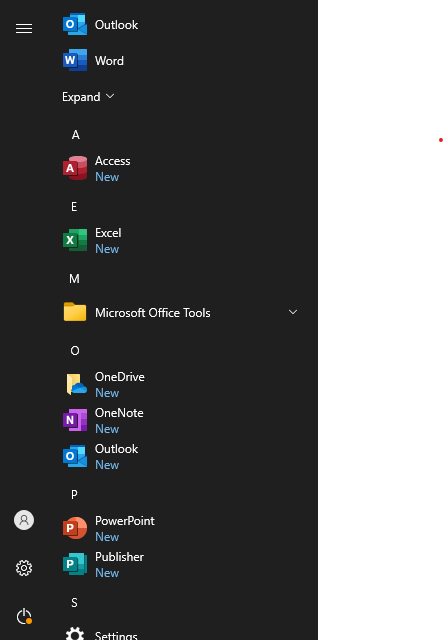 Outlook
Word
Expand
A
Access
New
E
Excel
New
M
Microsoft Office Tools
O
OneDrive
New
OneNote
New
Outlook
New
P
PowerPoint
New
Publisher
New
S
Settings